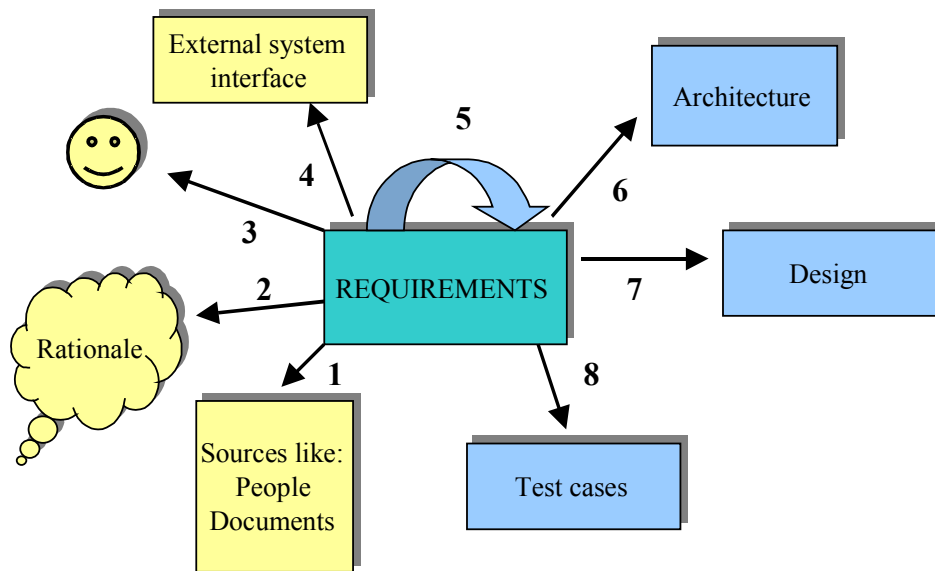 External system
interface
5
Architecture
4
6
3
REQUIREMENTS
2
7
Design
Rationale
1
8
Sources like:
People
Documents
Test cases